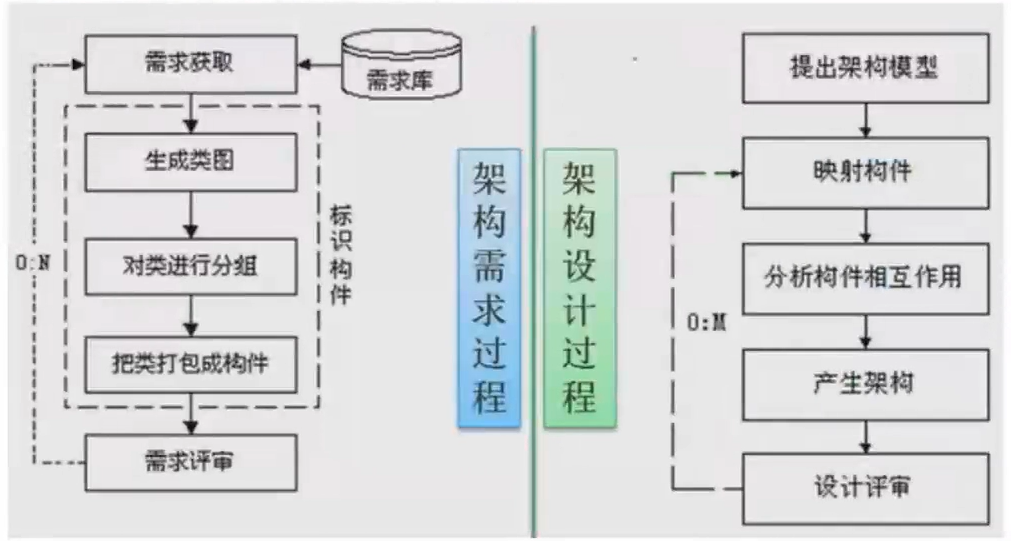 需求获取
需求库
生成类图
对类进行分组
把类打包成构件
标识构件
0:N
需求评审
架构需求过程
架构设计过程
提出架构模型
映射构件
分析构件相互作用
0:M
产生架构
设计评审